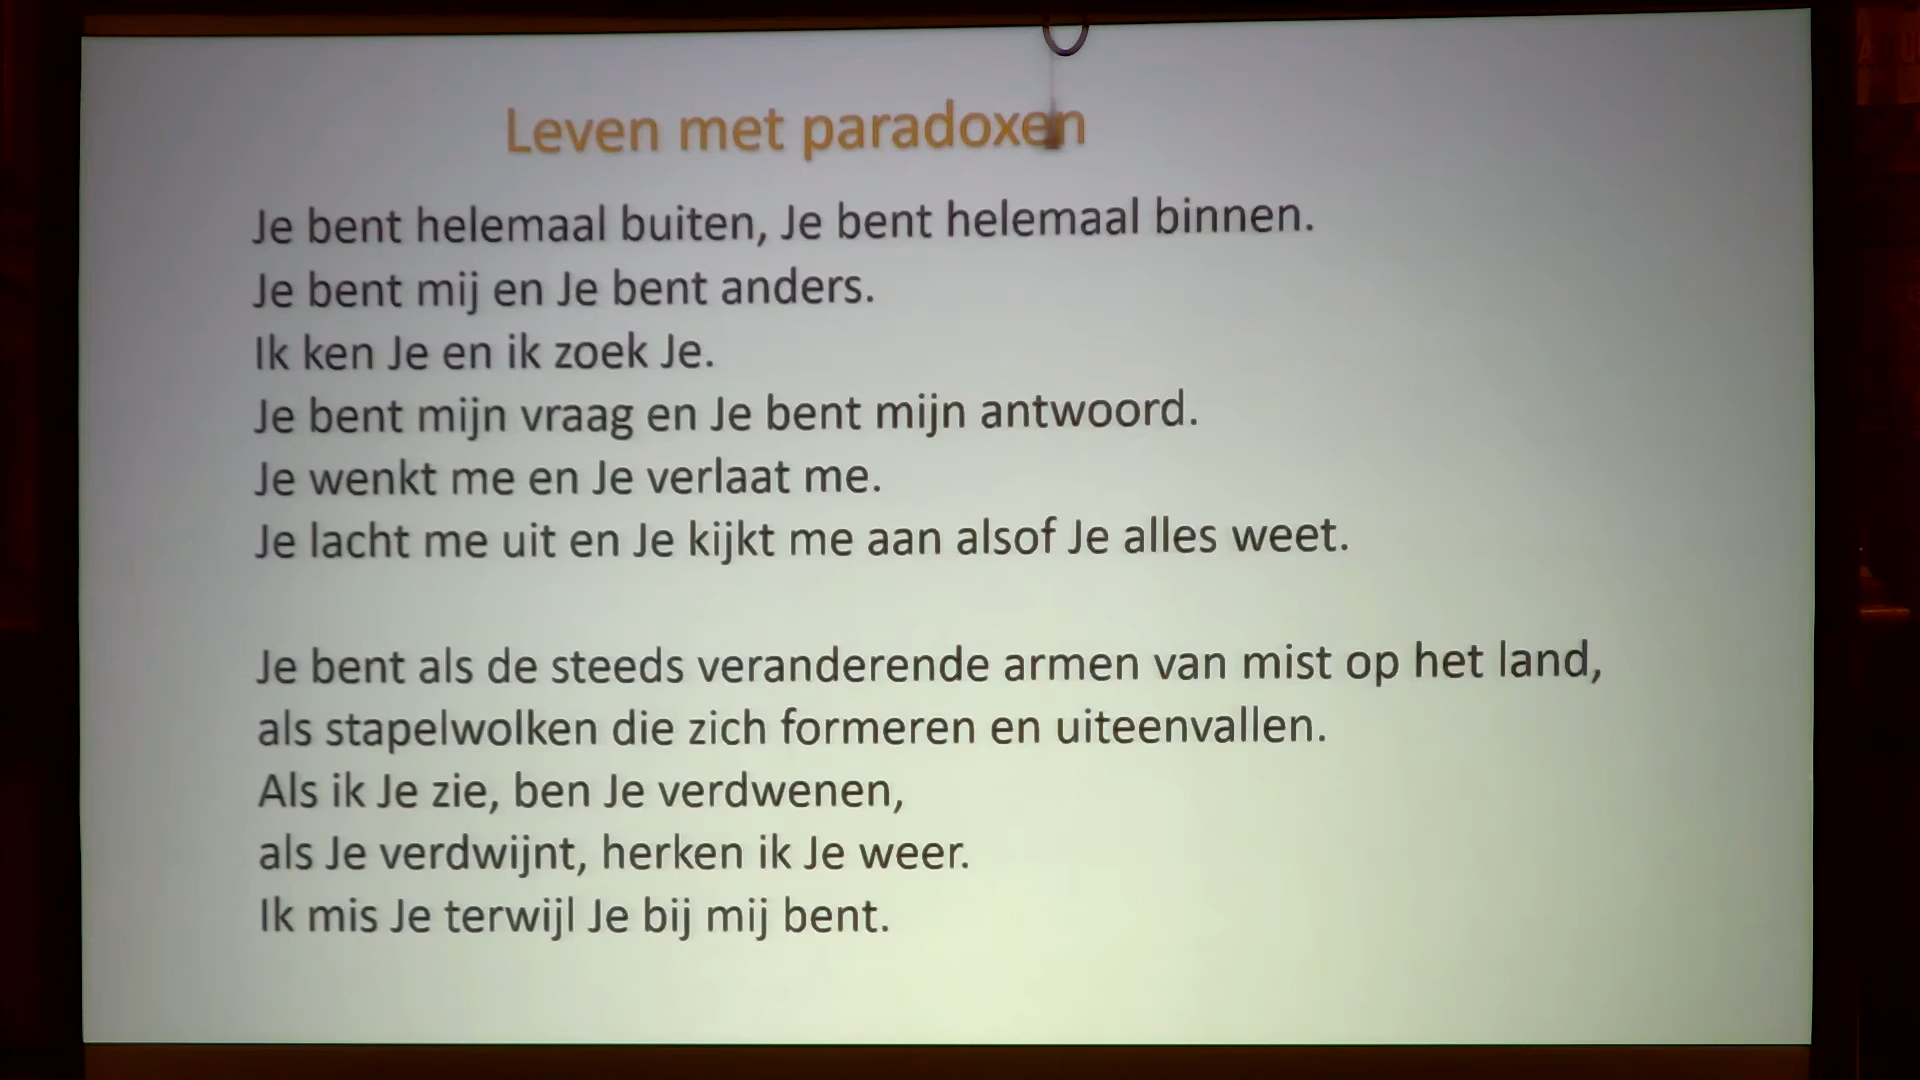 Leven met paradoxen
Je bent helemaal buiten, Je bent helemaal binnen.
Je bent mij en Je bent anders.
Ik ken Je en ik zoek Je.
Je bent mijn vraag en Je bent mijn antwoord.
Je wenkt me en Je verlaat me.
Je lacht me uit en Je kijkt me aan alsof Je alles weet.
Je bent als de steeds veranderende armen van mist op het land,
als stapelwolken die zich formeren en uiteenvallen.
Als ik Je zie, ben Je verdwenen,
als Je verdwijnt, herken ik Je weer.
Ik mis Je terwijl Je bij mij bent.